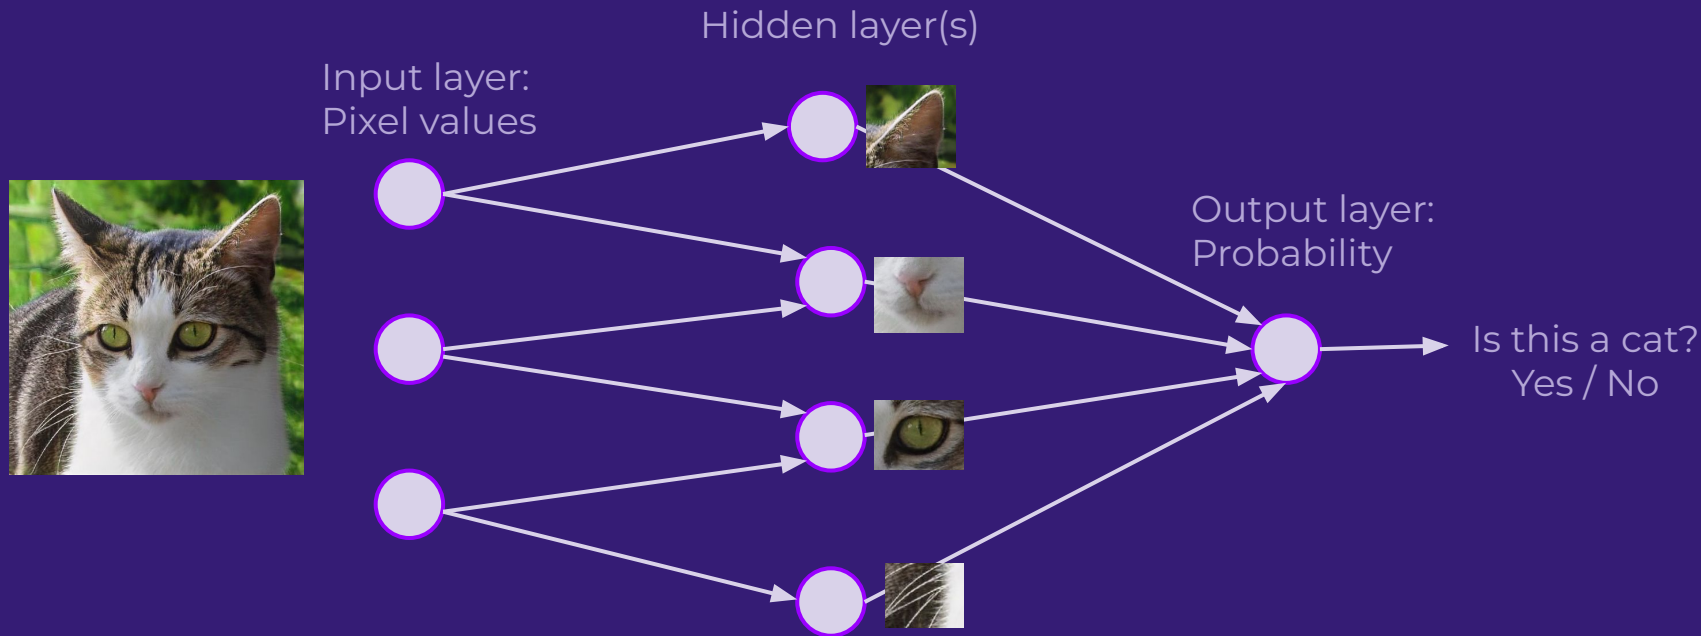 Hidden layer(s)
Input layer:
Pixel values
Output layer:
Probability
Is this a cat?
Yes / No